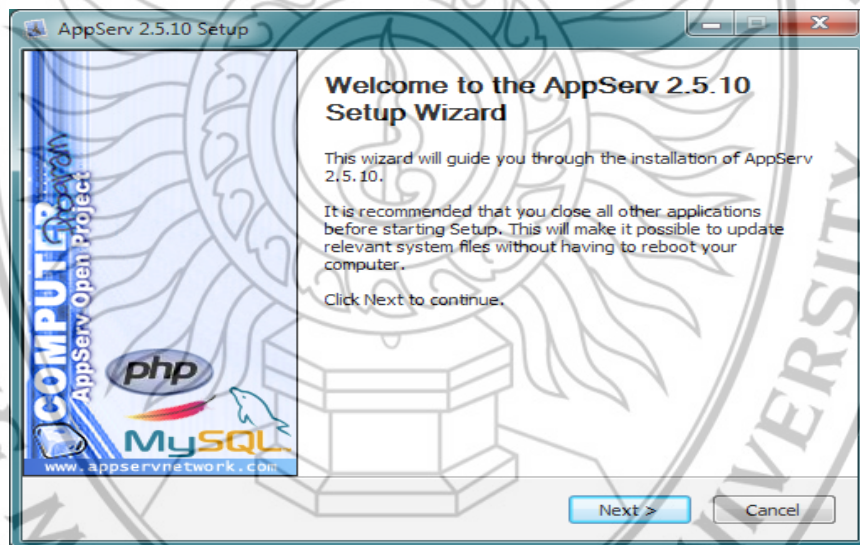 AppServ 2.5.10 Setup
Welcome to the AppServ 2.5.10
Setup Wizard
This wizard will guide you through the installation of AppServ
2.5.10.
It is recommended that you close all other applications
before starting Setup. This will make it possible to update
relevant system files without having to reboot your
computer.
Click Next to continue.
COMPUTER
Program
AppServ Open Project
php
MySQL
www.appservnetwork.com
Next >
Cancel